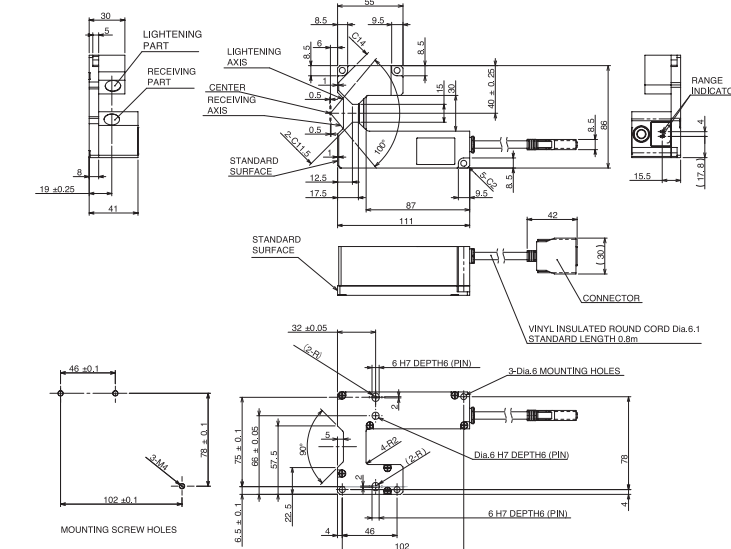 30
5
LIGHTENING
PART
RECEIVING
PART
8
19 ±0.25
41
55
8.5
9.5
6
8.5
C14
8.5
LIGHTENING
AXIS
1
CENTER
0.5
RECEIVING
AXIS
0.5
2-C11.5
1
STANDARD
SURFACE
15
30
40 ± 0.25
86
100°
8.5
12.5
17.5
5-C2
9.5
8.5
87
111
RANGE
INDICATOR
4
15.5
(17.8)
STANDARD
SURFACE
42
(30)
CONNECTOR
VINYL INSULATED ROUND CORD Dia.6.1
STANDARD LENGTH 0.8m
46 ±0.1
78 ± 0.1
3-M4
102 ±0.1
MOUNTING SCREW HOLES
32 ±0.05
(2-R)
6 H7 DEPTH6 (PIN)
3-Dia.6 MOUNTING HOLES
2
5
90°
4-R2
Dia.6 H7 DEPTH6 (PIN)
(2-R)
2
75 ± 0.1
66 ± 0.05
57.5
22.5
6.5 ± 0.1
78
4
6 H7 DEPTH6 (PIN)
4
46
102